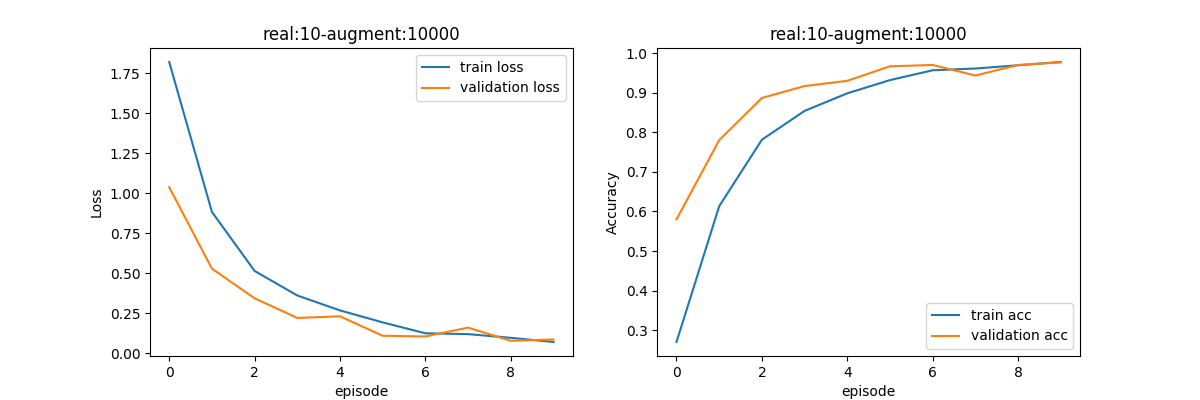 real:10-augment:10000
train loss
validation loss
1.75
1.50
1.25
1.00
0.75
0.50
0.25
0.00
Loss
0 2 4 6 8
episode
real:10-augment:10000
1.0
0.9
0.8
0.7
0.6
0.5
0.4
0.3
Accuracy
train acc
validation acc
0 2 4 6 8
episode